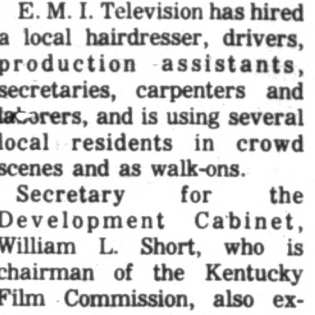 E. M. I. Television has hired
a local hairdresser, drivers,
production assistants,
secretaries, carpenters and
laborers, and is using several
local residents in crowd
scenes and as walk-ons.
Secretary for the
Development Cabinet,
William L. Short, who is
chairman of the Kentucky
Film Commission, also ex-